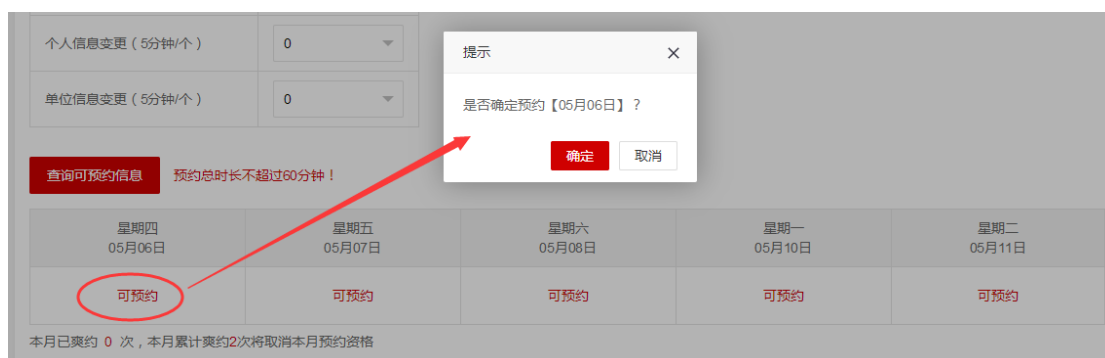 个人信息变更（5分钟/个）
0
提示
单位信息变更（5分钟/个）
0
是否确定预约【05月06日】？
确定
取消
查询可预约信息
预约总时长不超过60分钟！
星期四
05月06日
星期五
05月07日
星期六
05月08日
星期一
05月10日
星期二
05月11日
可预约
可预约
可预约
可预约
可预约
本月已爽约 0 次，本月累计爽约2次将取消本月预约资格